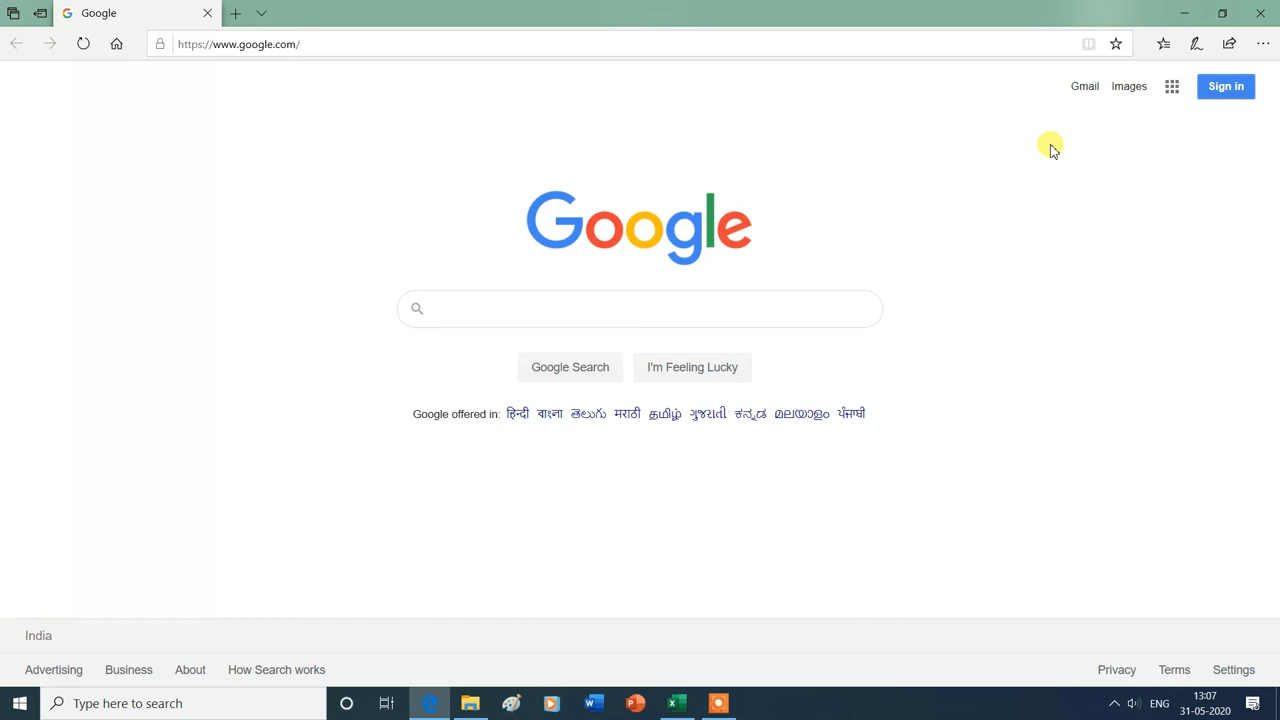 Google
https://www.google.com/
Gmail Images Sign in
Google
Google Search I'm Feeling Lucky
Google offered in: हिन्दी বাংলা తెలుగు मराठी தமிழ் ગુજરાતી ಕನ್ನಡ മലയാളം ਪੰਜਾਬੀ
India
Advertising Business About How Search works Privacy Terms Settings
Type here to search ENG 13:07
31-05-2020